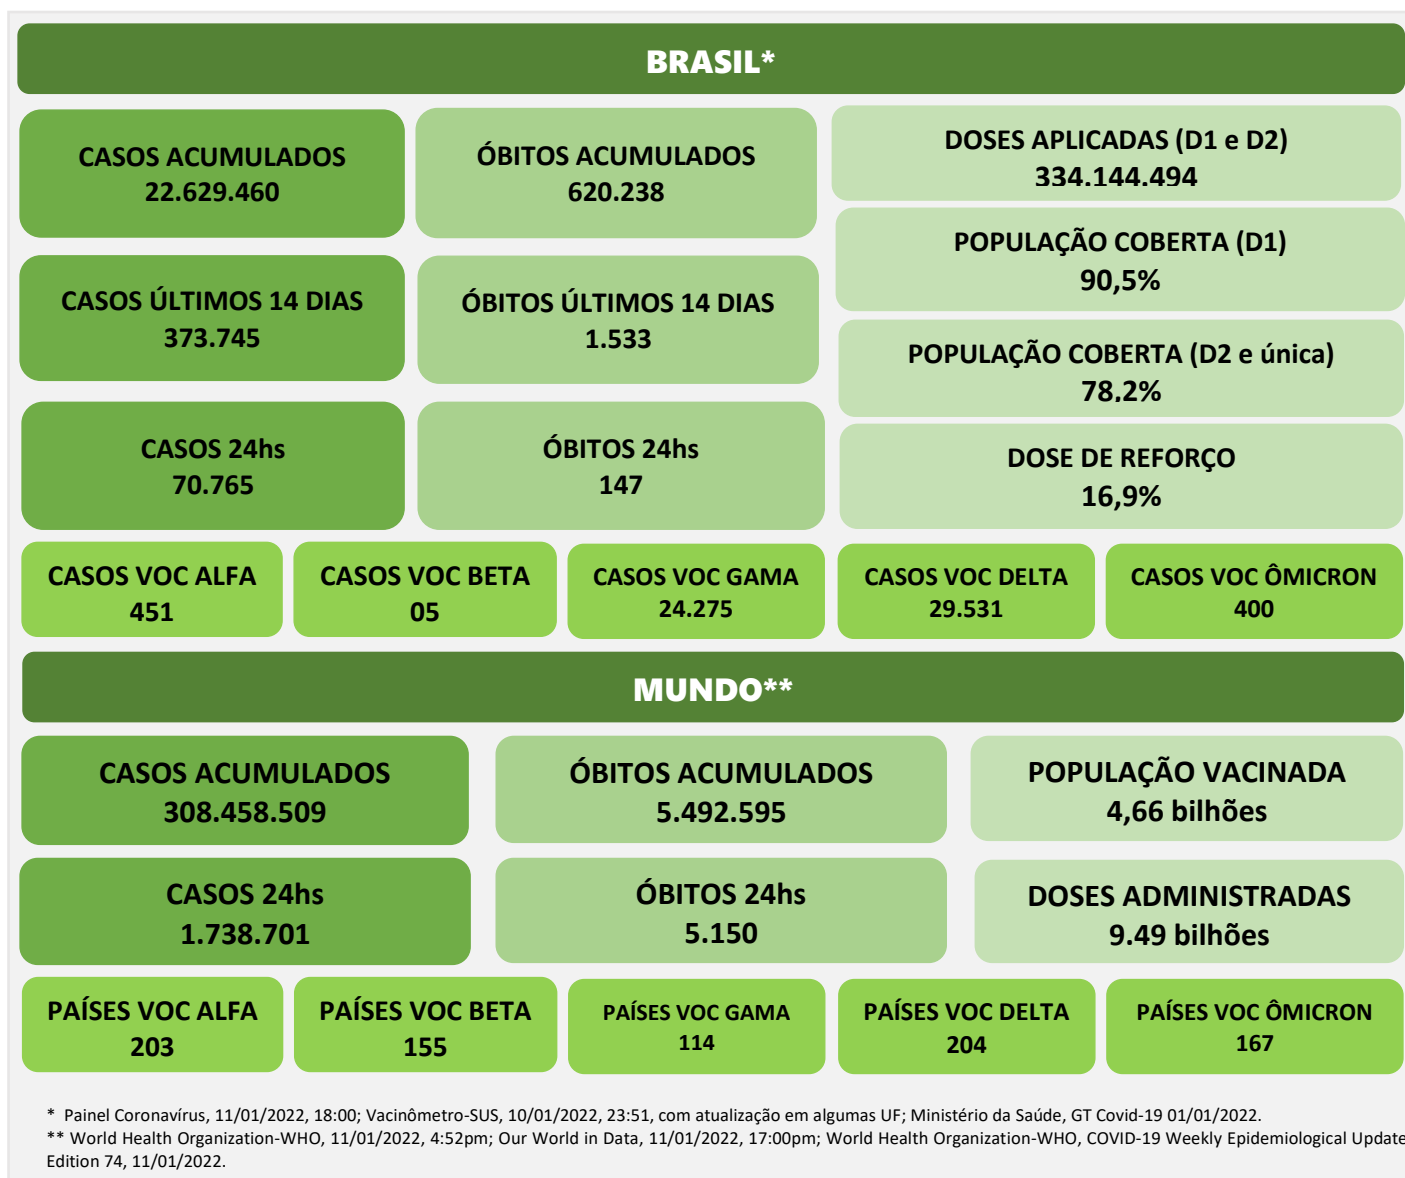 BRASIL*
CASOS ACUMULADOS
22.629.460
ÓBITOS ACUMULADOS
620.238
DOSES APLICADAS (D1 e D2)
334.144.494
POPULAÇÃO COBERTA (D1)
90,5%
CASOS ÚLTIMOS 14 DIAS
373.745
ÓBITOS ÚLTIMOS 14 DIAS
1.533
POPULAÇÃO COBERTA (D2 e única)
78,2%
CASOS 24hs
70.765
ÓBITOS 24hs
147
DOSE DE REFORÇO
16,9%
CASOS VOC ALFA
451
CASOS VOC BETA
05
CASOS VOC GAMA
24.275
CASOS VOC DELTA
29.531
CASOS VOC ÔMICRON
400
MUNDO**
CASOS ACUMULADOS
308.458.509
ÓBITOS ACUMULADOS
5.492.595
POPULAÇÃO VACINADA
4,66 bilhões
CASOS 24hs
1.738.701
ÓBITOS 24hs
5.150
DOSES ADMINISTRADAS
9.49 bilhões
PAÍSES VOC ALFA
203
PAÍSES VOC BETA
155
PAÍSES VOC GAMA
114
PAÍSES VOC DELTA
204
PAÍSES VOC ÔMICRON
167
* Painel Coronavírus, 11/01/2022, 18:00; Vacinômetro-SUS, 10/01/2022, 23:51, com atualização em algumas UF; Ministério da Saúde, GT Covid-19 01/01/2022.
** World Health Organization-WHO, 11/01/2022, 4:52pm; Our World in Data, 11/01/2022, 17:00pm; World Health Organization-WHO, COVID-19 Weekly Epidemiological Update
Edition 74, 11/01/2022.